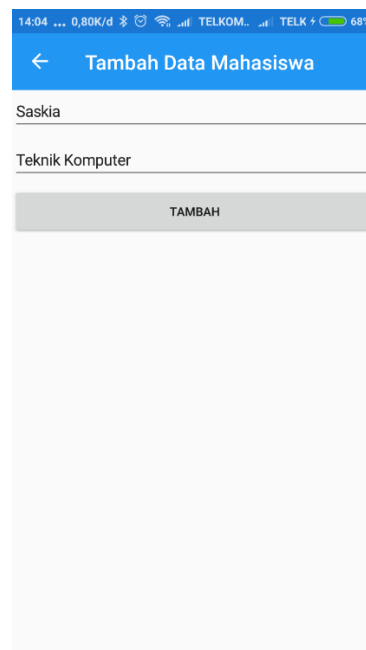 14:04 ... 0,80K/d TELKOM.. TELK 68%
Tambah Data Mahasiswa
Saskia
Teknik Komputer
TAMBAH